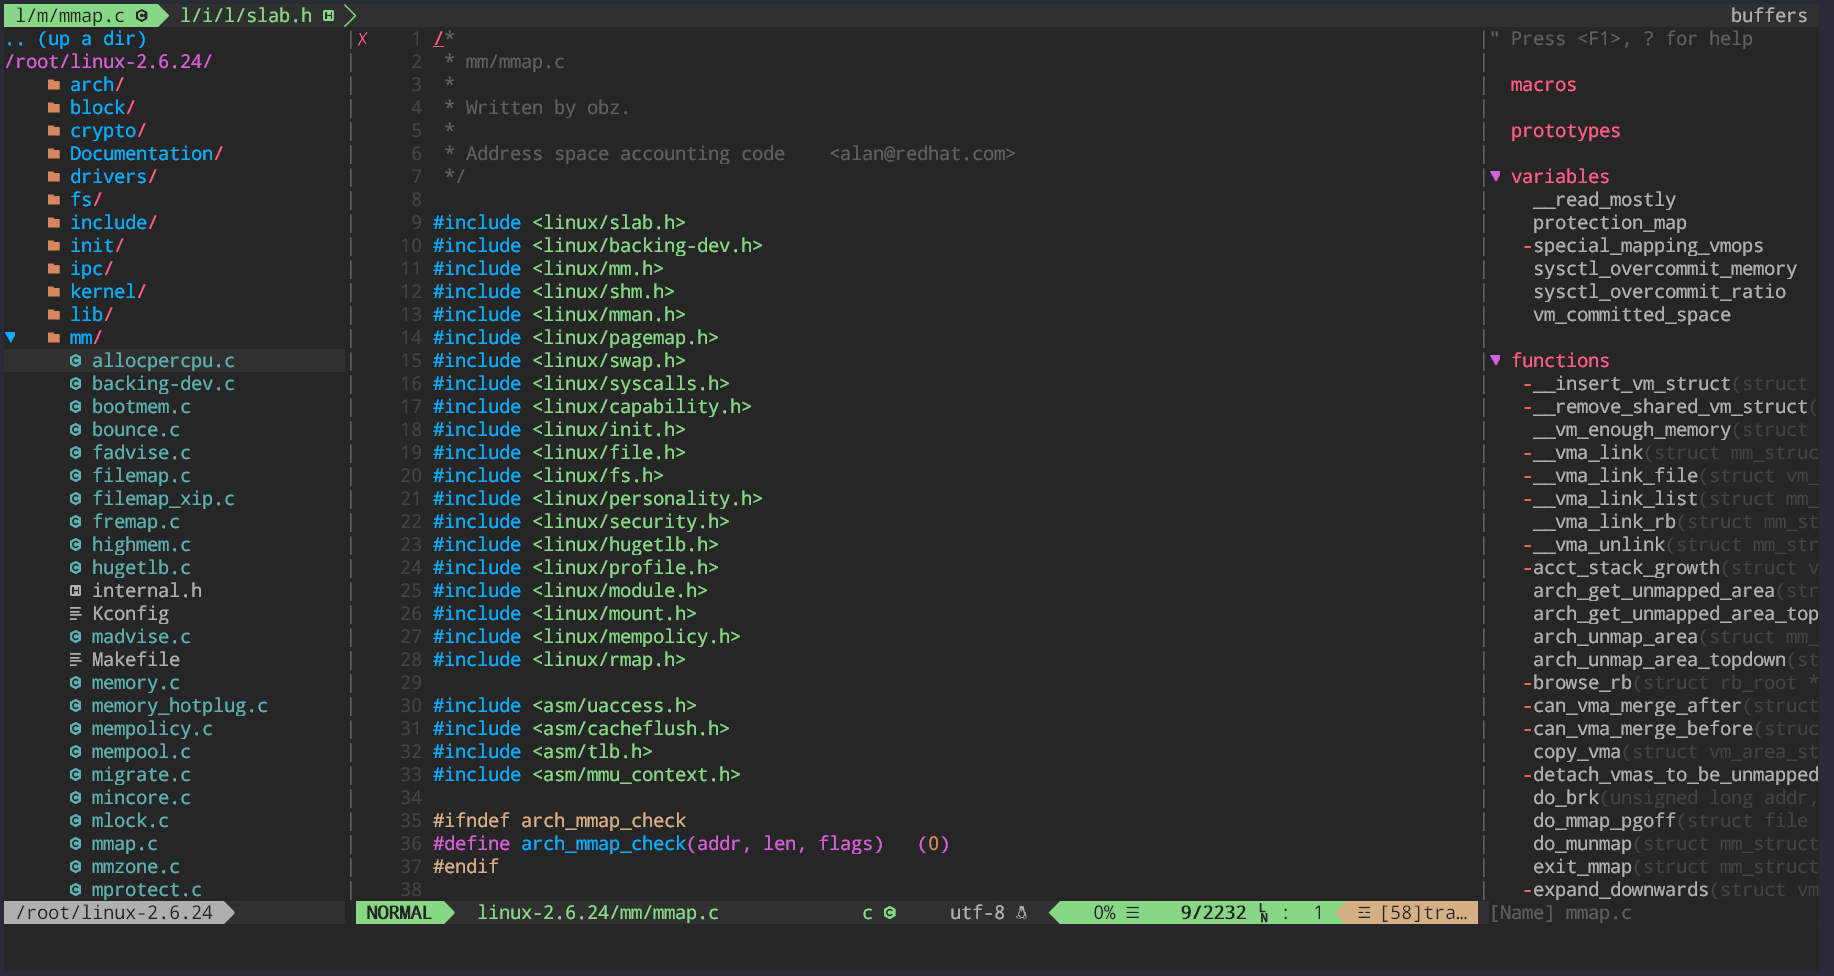 l/m/mmap.c l/i/l/slab.h buffers
.. (up a dir)
/root/linux-2.6.24/
arch/
block/
crypto/
Documentation/
drivers/
fs/
include/
init/
ipc/
kernel/
lib/
▼ mm/
allocpercpu.c
backing-dev.c
bootmem.c
bounce.c
fadvise.c
filemap.c
filemap_xip.c
fremap.c
highmem.c
hugetlb.c
internal.h
Kconfig
madvise.c
Makefile
memory.c
memory_hotplug.c
mempolicy.c
mempool.c
migrate.c
mincore.c
mlock.c
mmap.c
mmzone.c
mprotect.c
/root/linux-2.6.24
✗ 1 /*
2 * mm/mmap.c
3 *
4 * Written by obz.
5 *
6 * Address space accounting code <alan@redhat.com>
7 */
8
9 #include <linux/slab.h>
10 #include <linux/backing-dev.h>
11 #include <linux/mm.h>
12 #include <linux/shm.h>
13 #include <linux/mman.h>
14 #include <linux/pagemap.h>
15 #include <linux/swap.h>
16 #include <linux/syscalls.h>
17 #include <linux/capability.h>
18 #include <linux/init.h>
19 #include <linux/file.h>
20 #include <linux/fs.h>
21 #include <linux/personality.h>
22 #include <linux/security.h>
23 #include <linux/hugetlb.h>
24 #include <linux/profile.h>
25 #include <linux/module.h>
26 #include <linux/mount.h>
27 #include <linux/mempolicy.h>
28 #include <linux/rmap.h>
29
30 #include <asm/uaccess.h>
31 #include <asm/cacheflush.h>
32 #include <asm/tlb.h>
33 #include <asm/mmu_context.h>
34
35 #ifndef arch_mmap_check
36 #define arch_mmap_check(addr, len, flags) (0)
37 #endif
38
NORMAL linux-2.6.24/mm/mmap.c c utf-8 0% ☰ 9/2232 LN : 1 ☲ [58]tra…
" Press <F1>, ? for help
macros
prototypes
▼ variables
__read_mostly
protection_map
-special_mapping_vmops
sysctl_overcommit_memory
sysctl_overcommit_ratio
vm_committed_space
▼ functions
-__insert_vm_struct(struct
-__remove_shared_vm_struct(
__vm_enough_memory(struct
-__vma_link(struct mm_struc
-__vma_link_file(struct vm_
-__vma_link_list(struct mm_
__vma_link_rb(struct mm_st
-__vma_unlink(struct mm_str
-acct_stack_growth(struct v
arch_get_unmapped_area(str
arch_get_unmapped_area_top
arch_unmap_area(struct mm_
arch_unmap_area_topdown(st
-browse_rb(struct rb_root *
-can_vma_merge_after(struct
-can_vma_merge_before(struc
copy_vma(struct vm_area_st
-detach_vmas_to_be_unmapped
do_brk(unsigned long addr,
do_mmap_pgoff(struct file
do_munmap(struct mm_struct
exit_mmap(struct mm_struct
-expand_downwards(struct vm
[Name] mmap.c